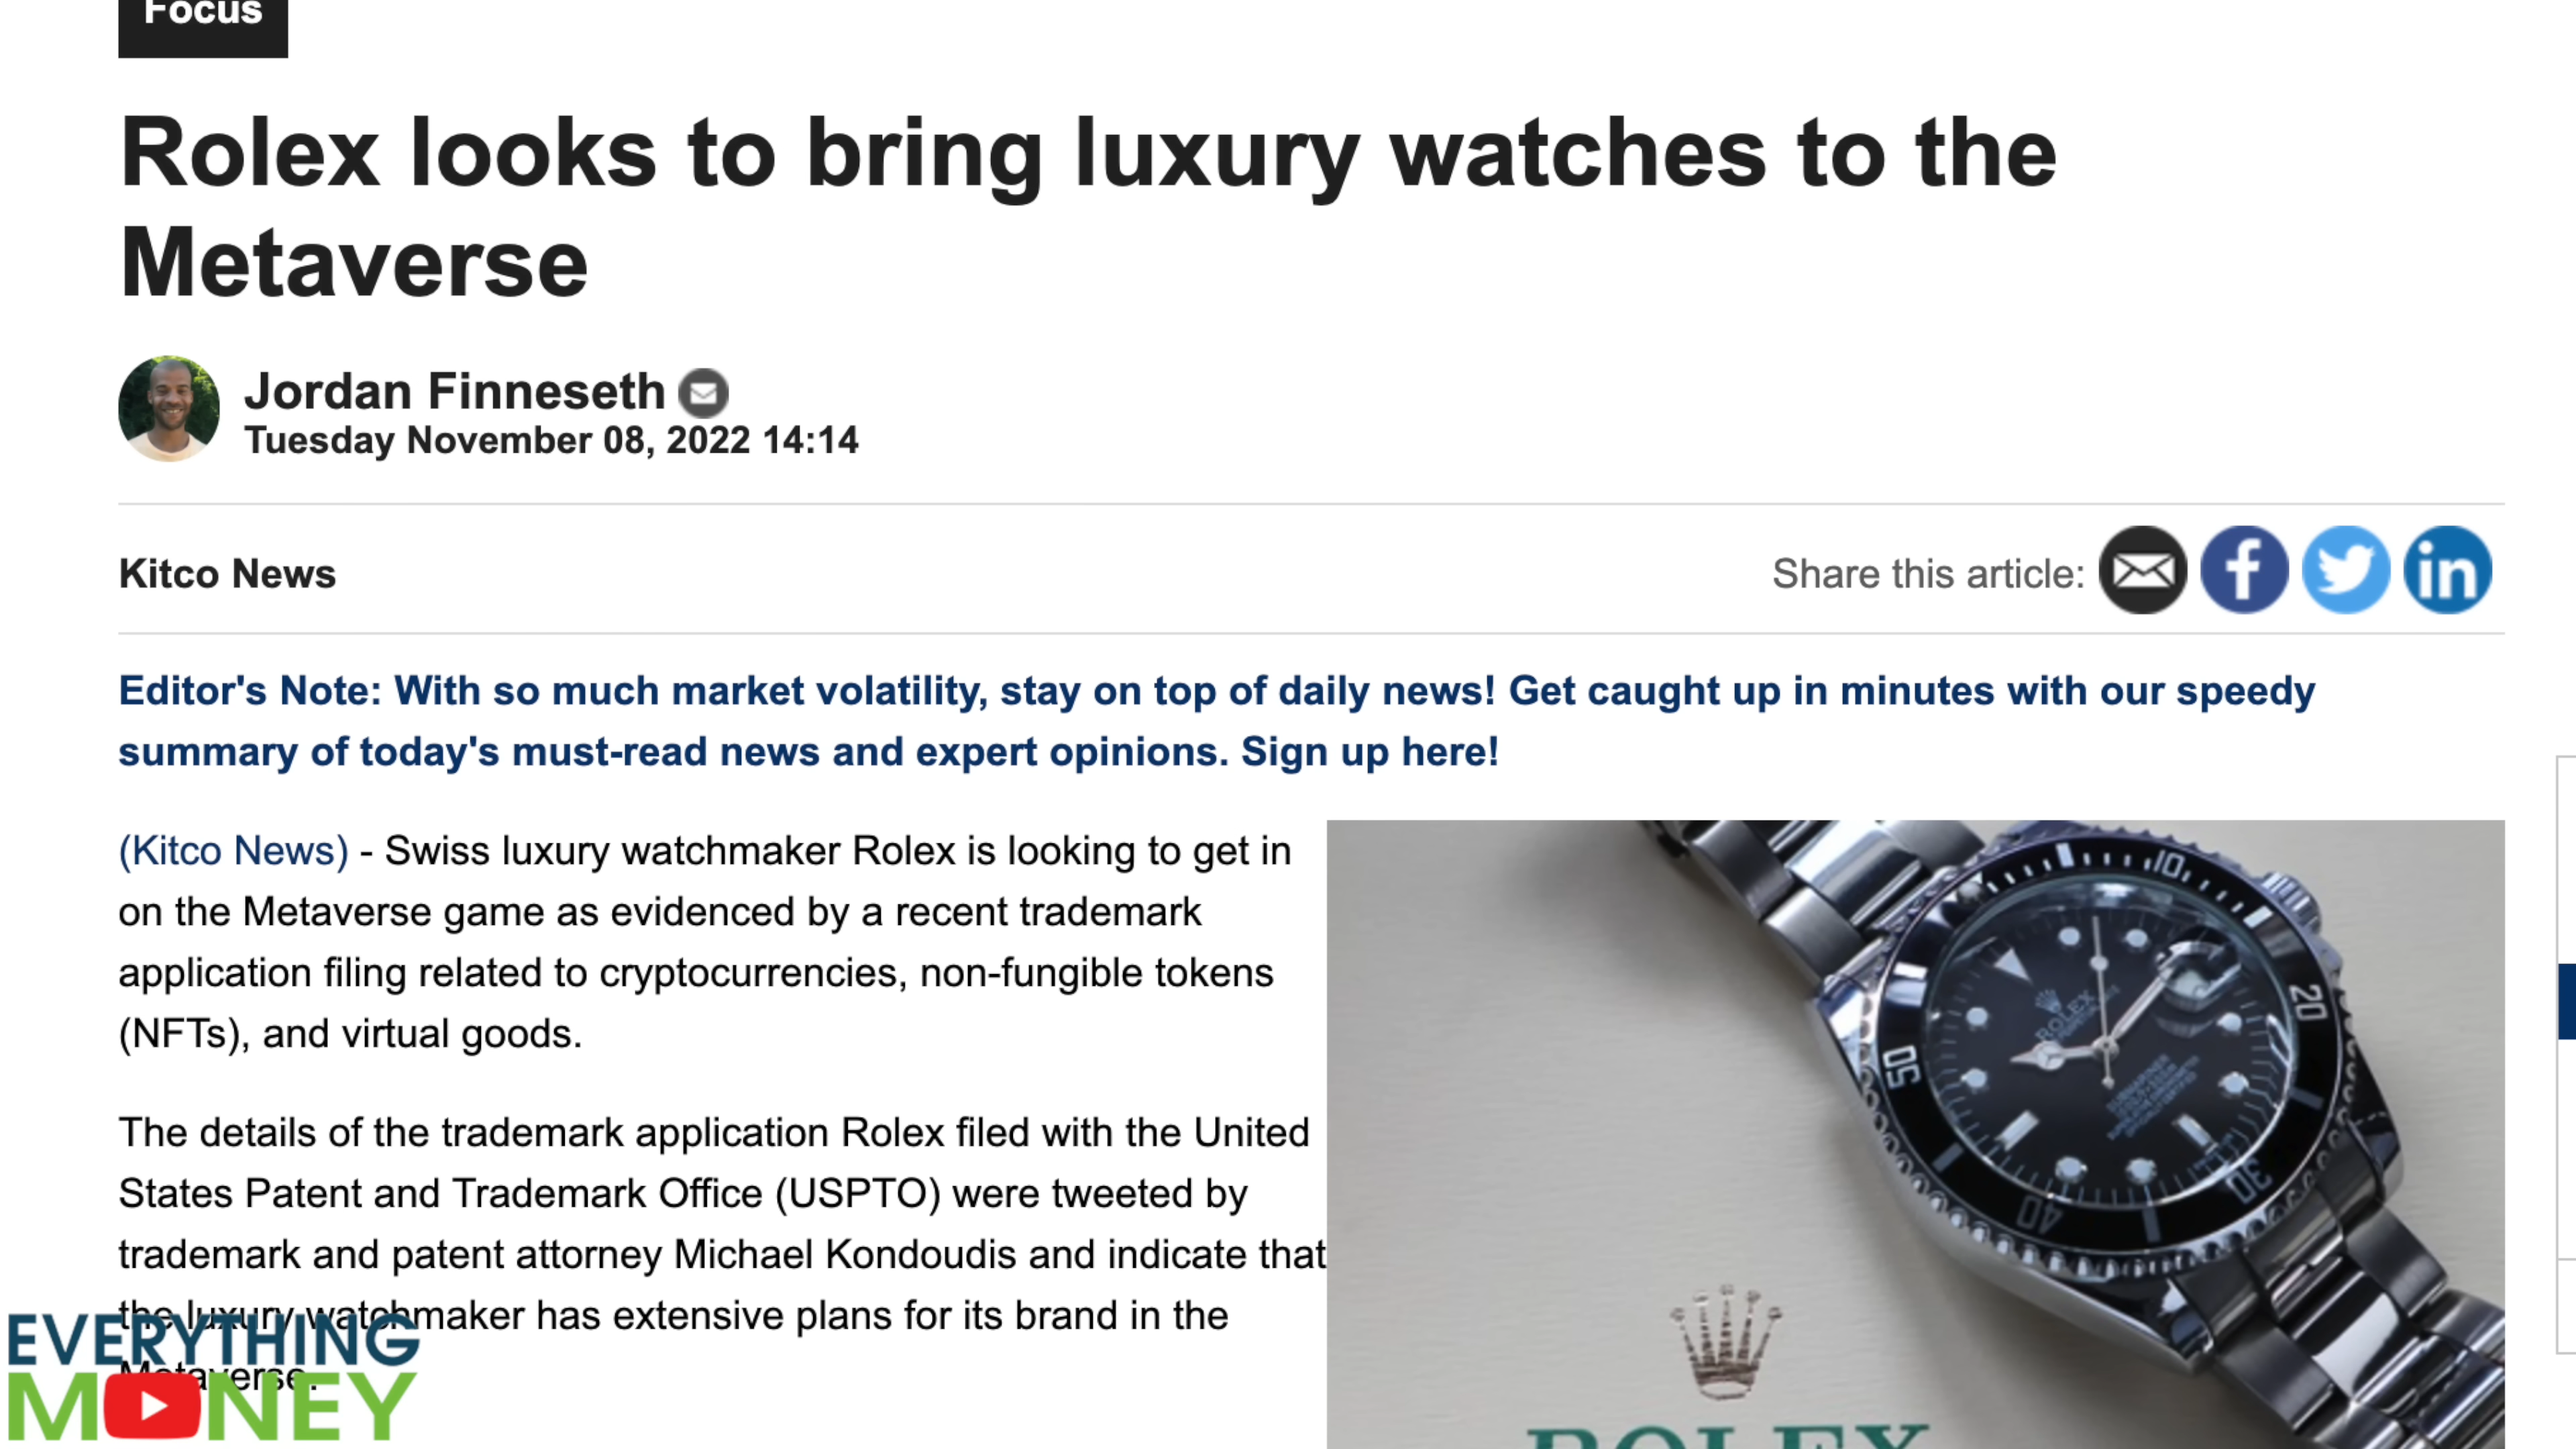 Focus
Rolex looks to bring luxury watches to the
Metaverse
Jordan Finneseth
Tuesday November 08, 2022 14:14
Kitco News
Share this article:
Editor's Note: With so much market volatility, stay on top of daily news! Get caught up in minutes with our speedy
summary of today's must-read news and expert opinions. Sign up here!
(Kitco News) - Swiss luxury watchmaker Rolex is looking to get in
on the Metaverse game as evidenced by a recent trademark
application filing related to cryptocurrencies, non-fungible tokens
(NFTs), and virtual goods.
The details of the trademark application Rolex filed with the United
States Patent and Trademark Office (USPTO) were tweeted by
trademark and patent attorney Michael Kondoudis and indicate that
the luxury watchmaker has extensive plans for its brand in the
Metaverse.
EVERYTHING
MONEY
10
20
30
40
50
ROLEX
ROLEX